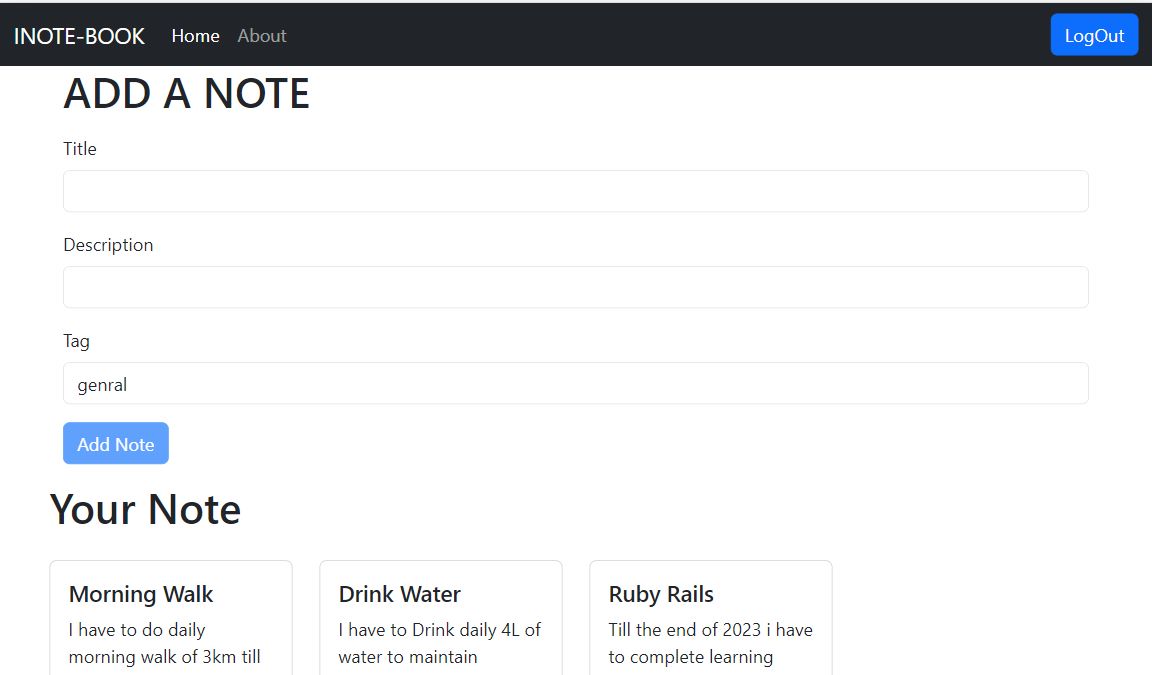 INOTE-BOOK Home About LogOut
ADD A NOTE
Title
Description
Tag
genral
Add Note
Your Note
Morning Walk
I have to do daily
morning walk of 3km till
Drink Water
I have to Drink daily 4L of
water to maintain
Ruby Rails
Till the end of 2023 i have
to complete learning